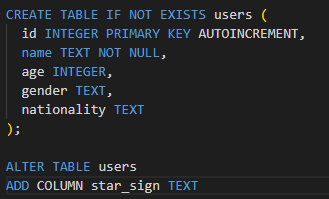 CREATE TABLE IF NOT EXISTS users (
  id INTEGER PRIMARY KEY AUTOINCREMENT,
  name TEXT NOT NULL,
  age INTEGER,
  gender TEXT,
  nationality TEXT
);

ALTER TABLE users
ADD COLUMN star_sign TEXT